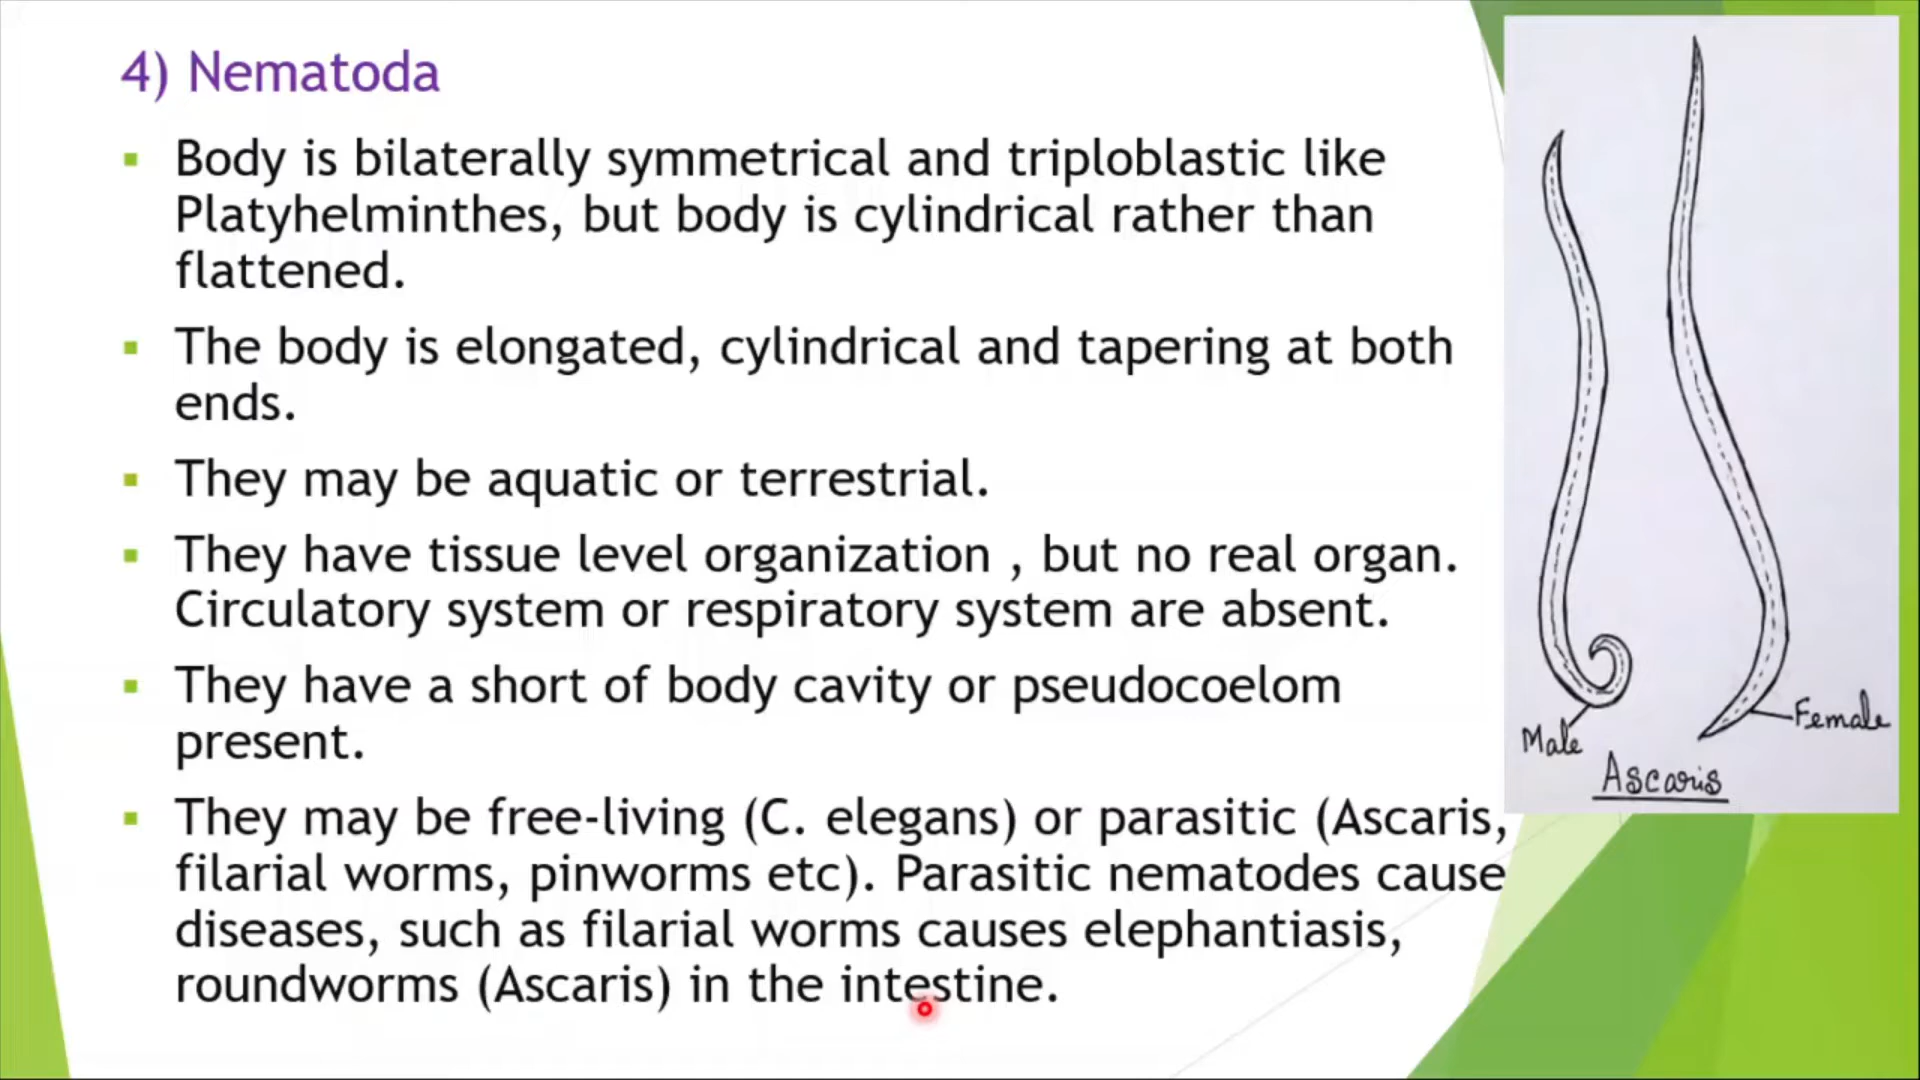 4) Nematoda
Body is bilaterally symmetrical and triploblastic like
Platyhelminthes, but body is cylindrical rather than
flattened.
The body is elongated, cylindrical and tapering at both
ends.
They may be aquatic or terrestrial.
They have tissue level organization , but no real organ.
Circulatory system or respiratory system are absent.
They have a short of body cavity or pseudocoelom
present.
They may be free-living (C. elegans) or parasitic (Ascaris,
filarial worms, pinworms etc). Parasitic nematodes cause
diseases, such as filarial worms causes elephantiasis,
roundworms (Ascaris) in the intestine.
Male
Female
Ascaris